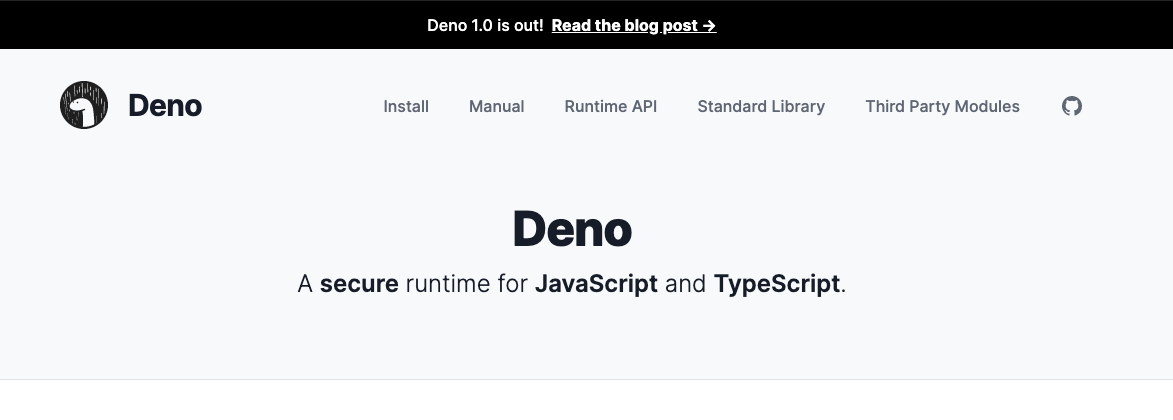 Deno 1.0 is out! Read the blog post →
Deno Install Manual Runtime API Standard Library Third Party Modules
Deno
A secure runtime for JavaScript and TypeScript.